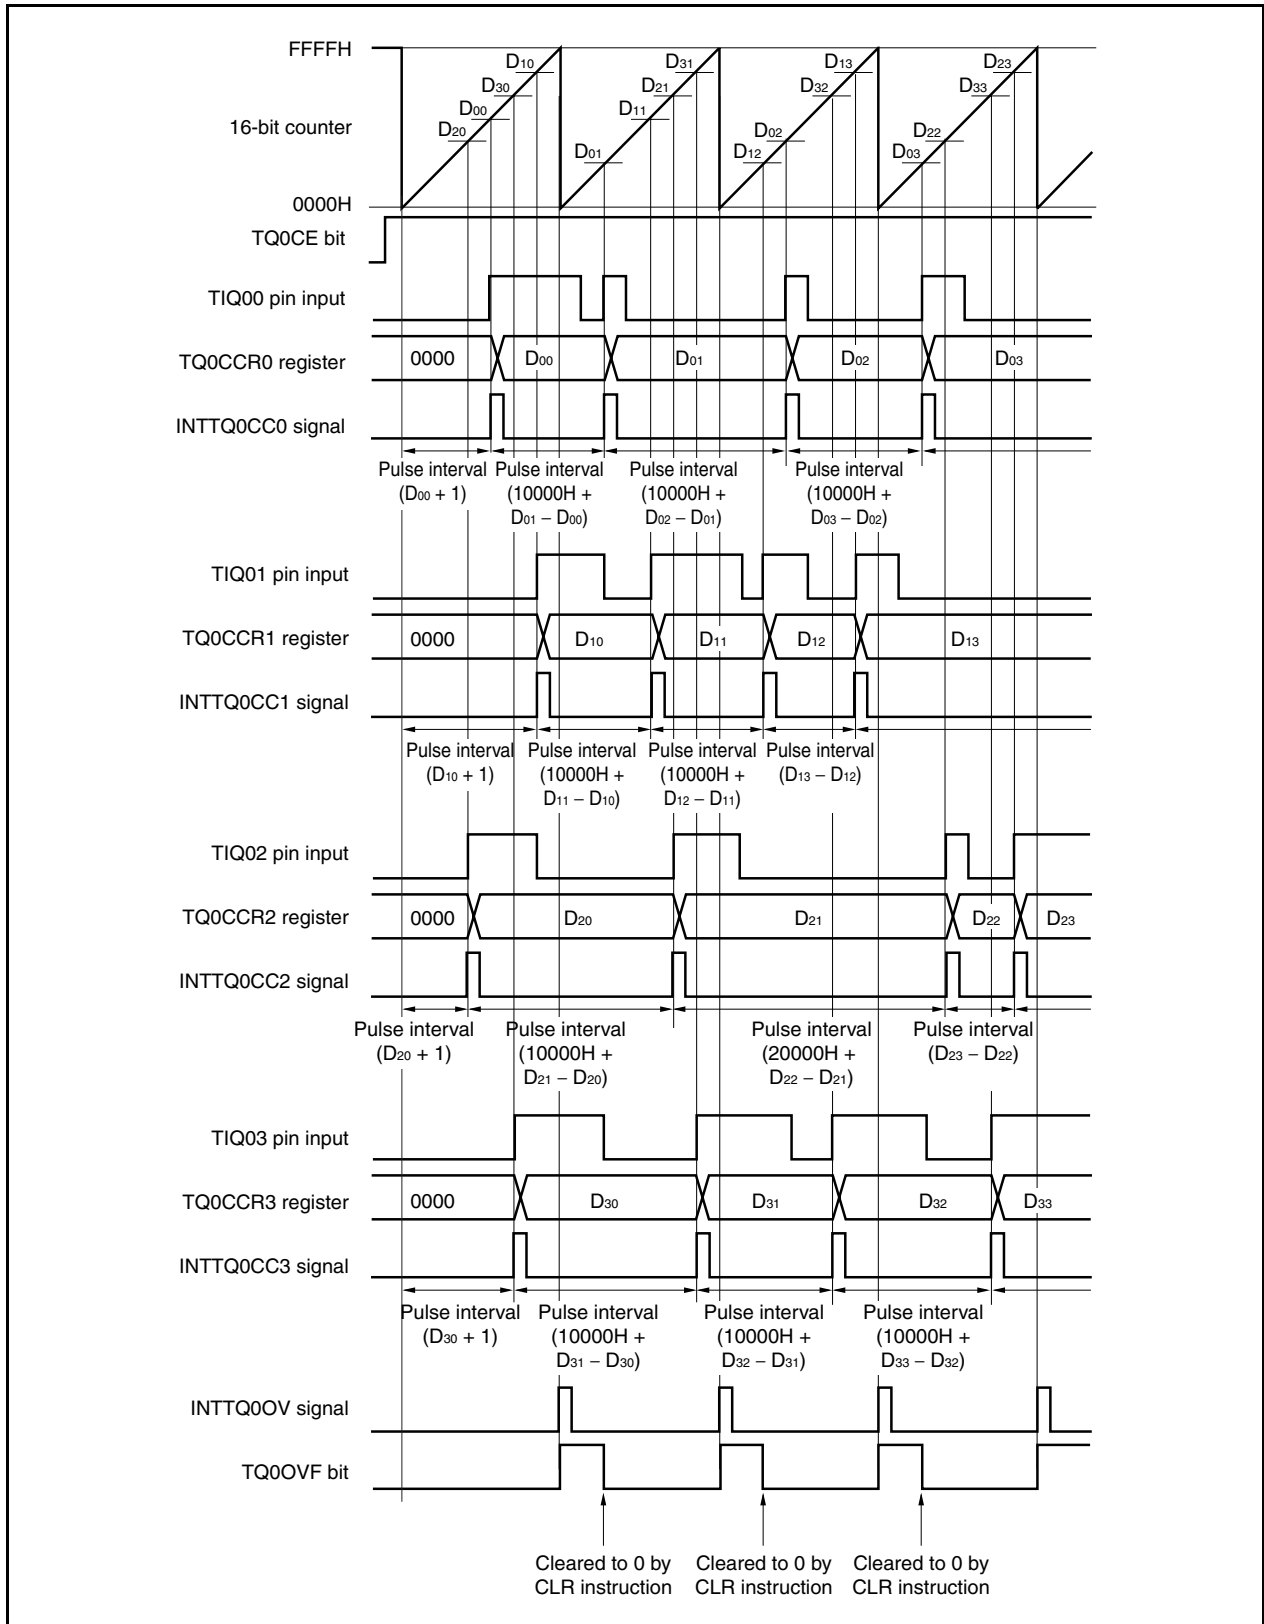 FFFFH
D10
D31
D13
D23
D30
D21
D32
D33
D00
D11
16-bit counter
D20
D02
D22
D01
D12
D03
0000H
TQ0CE bit
TIQ00 pin input
TQ0CCR0 register
0000
D00
D01
D02
D03
INTTQ0CC0 signal
Pulse interval
(D00 + 1)
Pulse interval
(10000H +
D01 – D00)
Pulse interval
(10000H +
D02 – D01)
Pulse interval
(10000H +
D03 – D02)
TIQ01 pin input
TQ0CCR1 register
0000
D10
D11
D12
D13
INTTQ0CC1 signal
Pulse interval
(D10 + 1)
Pulse interval
(10000H +
D11 – D10)
Pulse interval
(10000H +
D12 – D11)
Pulse interval
(D13 – D12)
TIQ02 pin input
TQ0CCR2 register
0000
D20
D21
D22
D23
INTTQ0CC2 signal
Pulse interval
(D20 + 1)
Pulse interval
(10000H +
D21 – D20)
Pulse interval
(20000H +
D22 – D21)
Pulse interval
(D23 – D22)
TIQ03 pin input
TQ0CCR3 register
0000
D30
D31
D32
D33
INTTQ0CC3 signal
Pulse interval
(D30 + 1)
Pulse interval
(10000H +
D31 – D30)
Pulse interval
(10000H +
D32 – D31)
Pulse interval
(10000H +
D33 – D32)
INTTQ0OV signal
TQ0OVF bit
Cleared to 0 by
CLR instruction
Cleared to 0 by
CLR instruction
Cleared to 0 by
CLR instruction